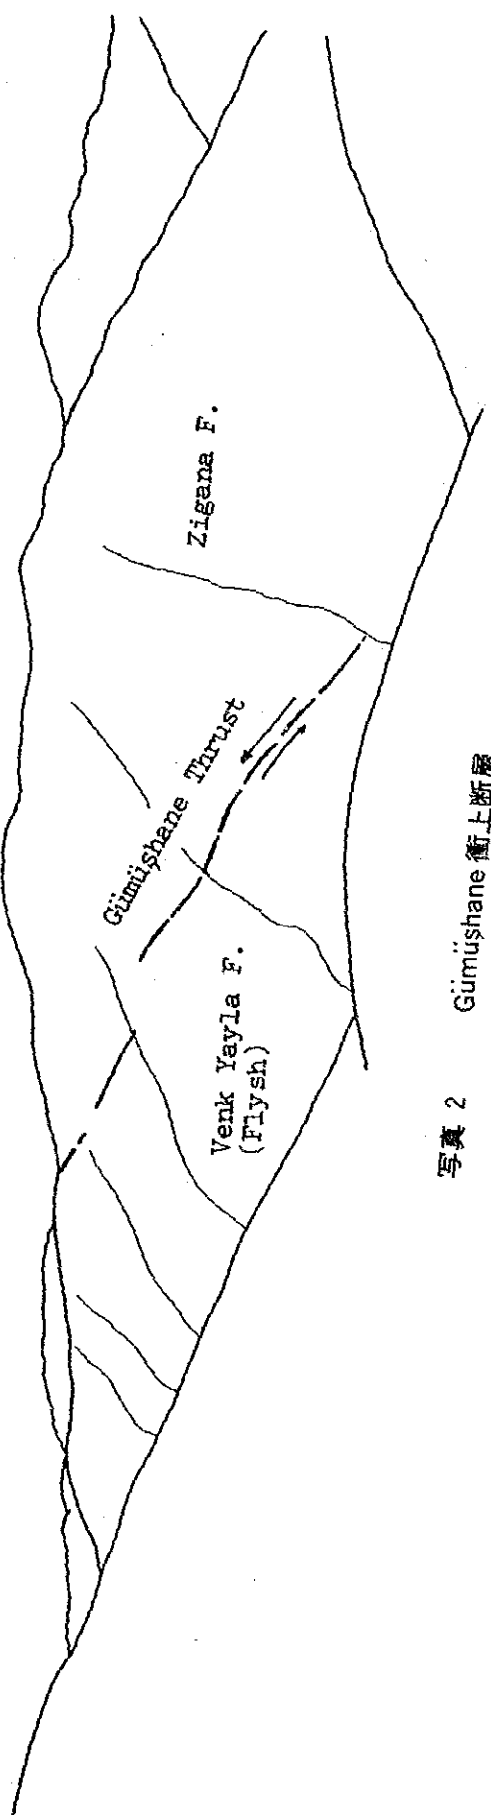 Zigana F.
Gümüşhane Thrust
Venk Yayla F.
(Flysh)
写真 2 Gümüşhane 衝上断層